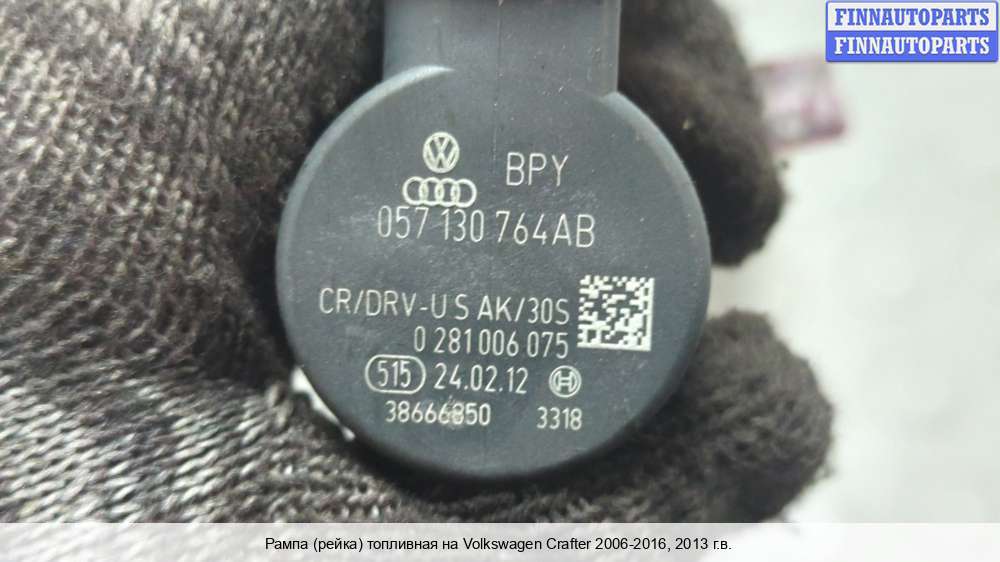 FINNAUTOPARTS
FINNAUTOPARTS
BPY
057 130 764AB
CR/DRV-U S AK/30S
0 281 006 075
515 24.02.12
38666850 3318
Рампа (рейка) топливная на Volkswagen Crafter 2006-2016, 2013 г.в.